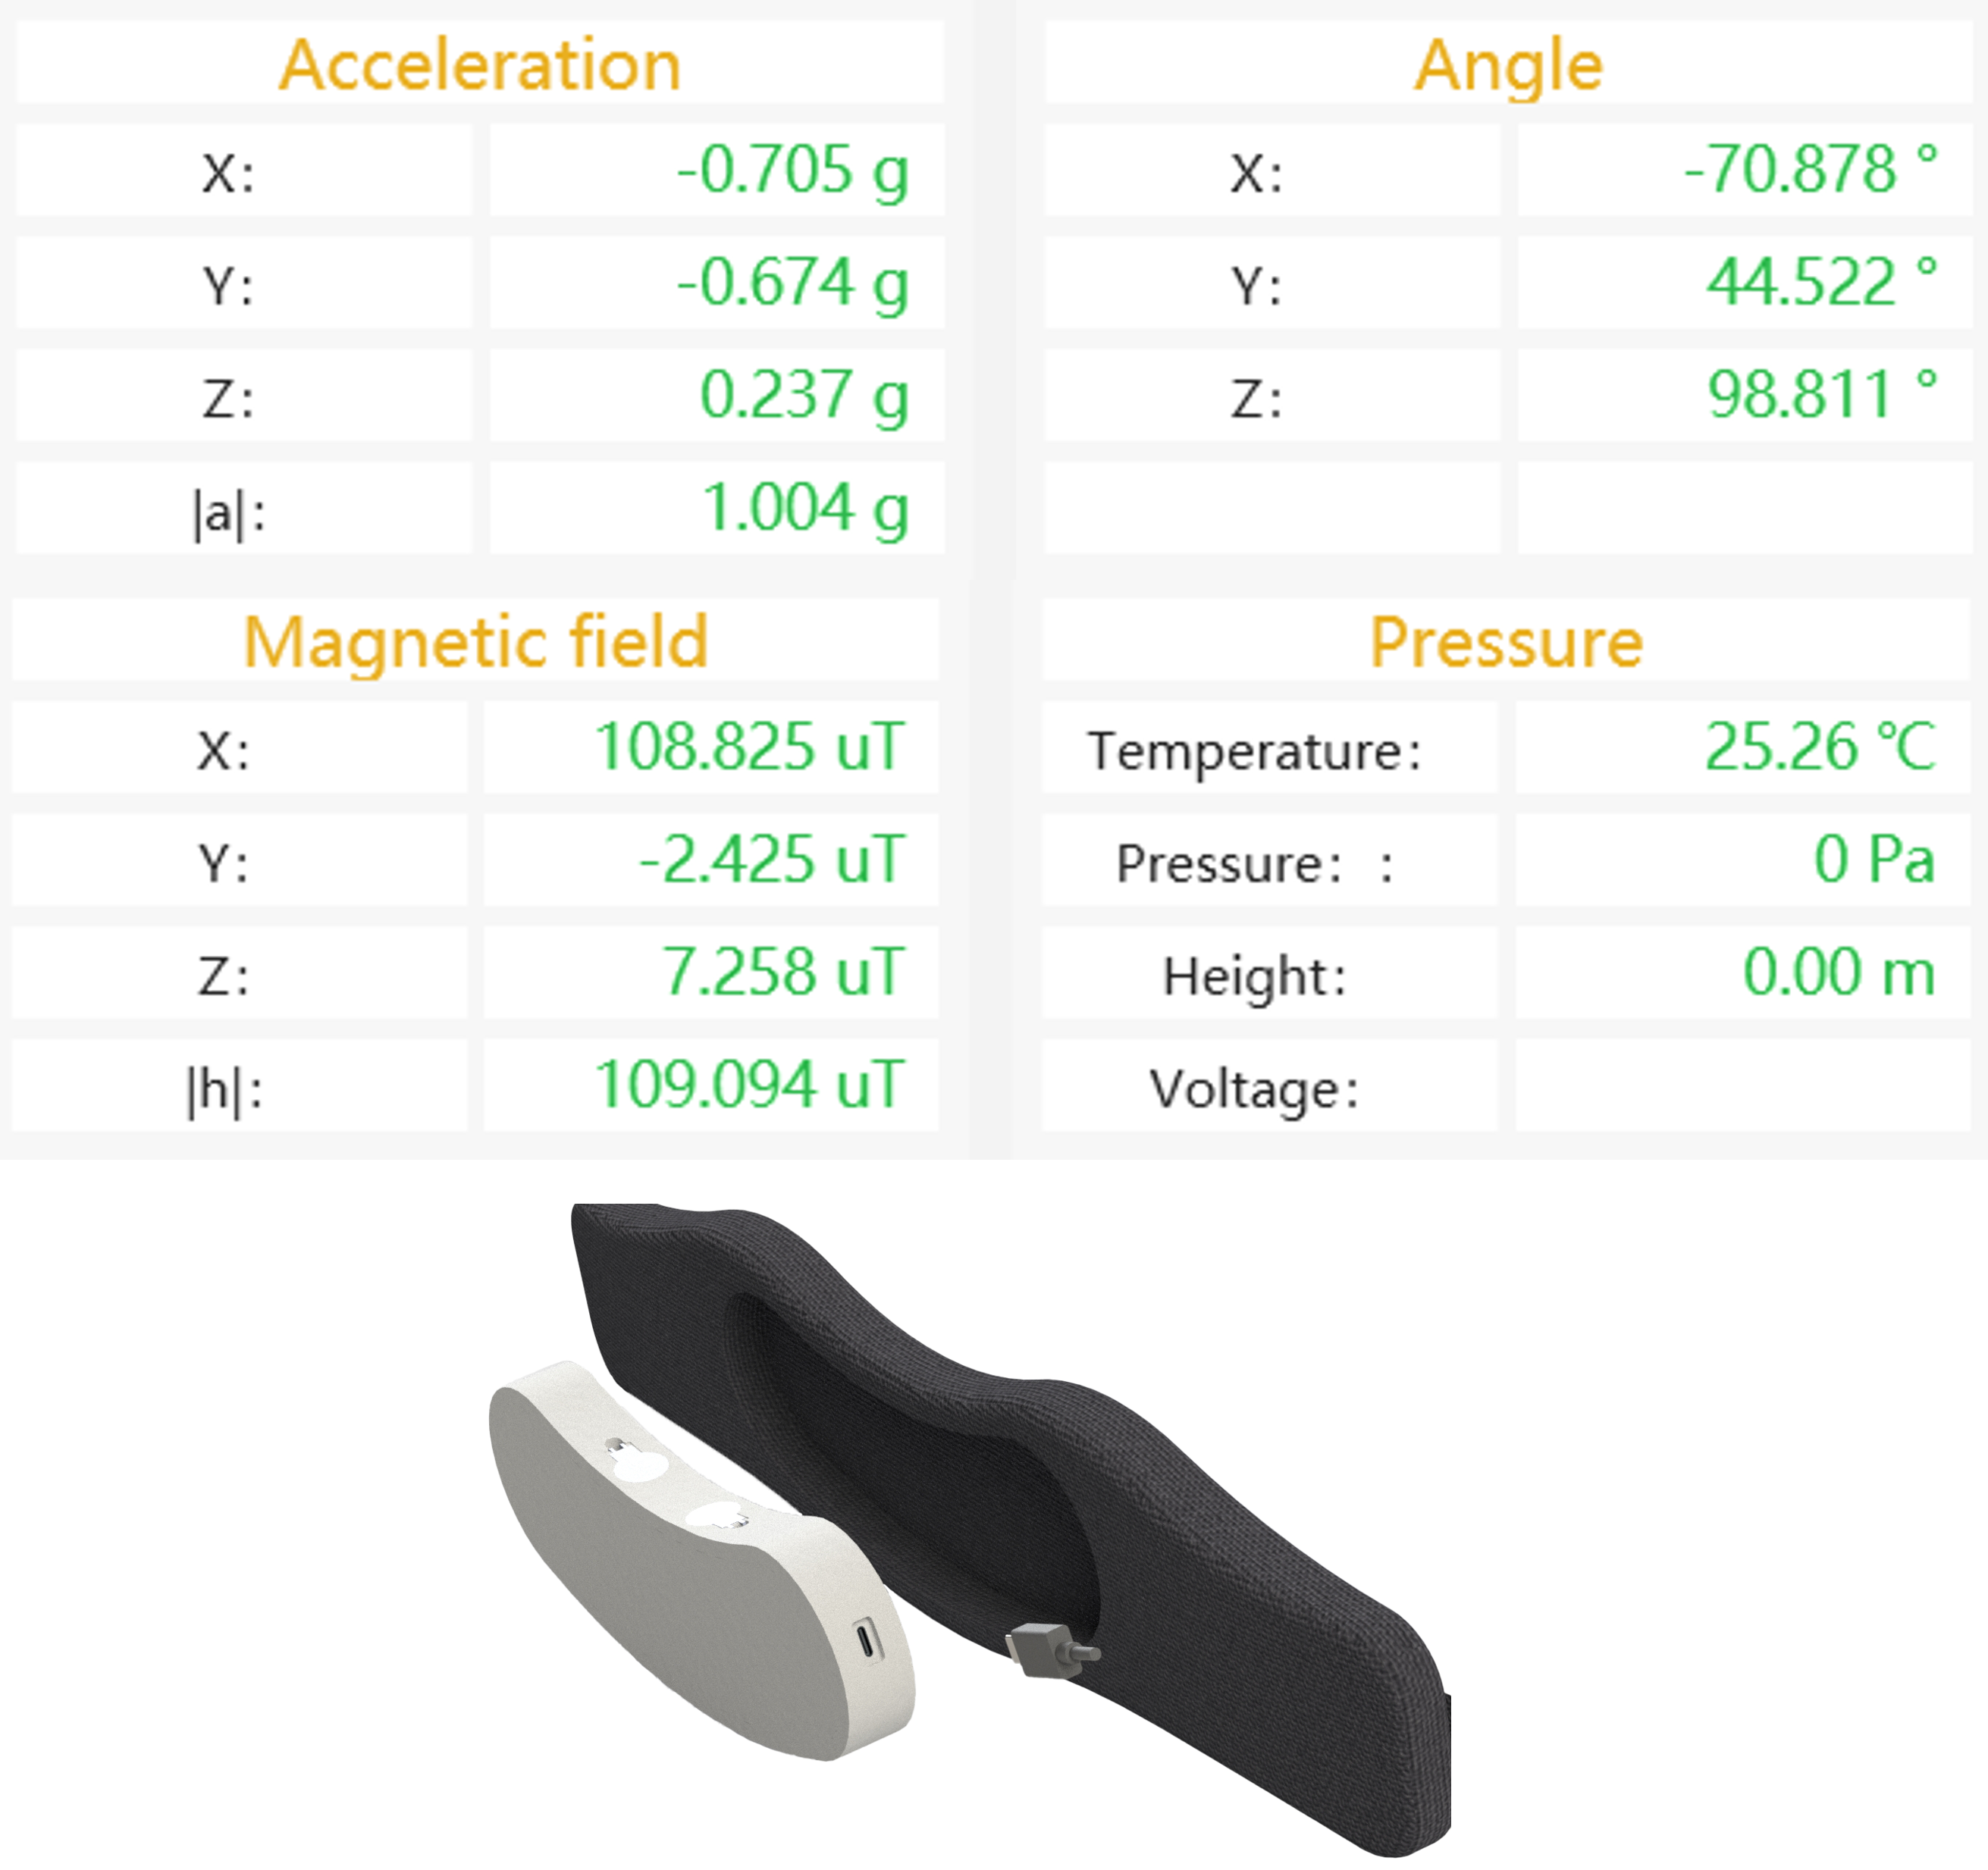 Acceleration
X: -0.705 g
Y: -0.674 g
Z: 0.237 g
|a|: 1.004 g
Angle
X: -70.878 °
Y: 44.522 °
Z: 98.811 °
Magnetic field
X: 108.825 uT
Y: -2.425 uT
Z: 7.258 uT
|h|: 109.094 uT
Pressure
Temperature: 25.26 ℃
Pressure: : 0 Pa
Height: 0.00 m
Voltage: